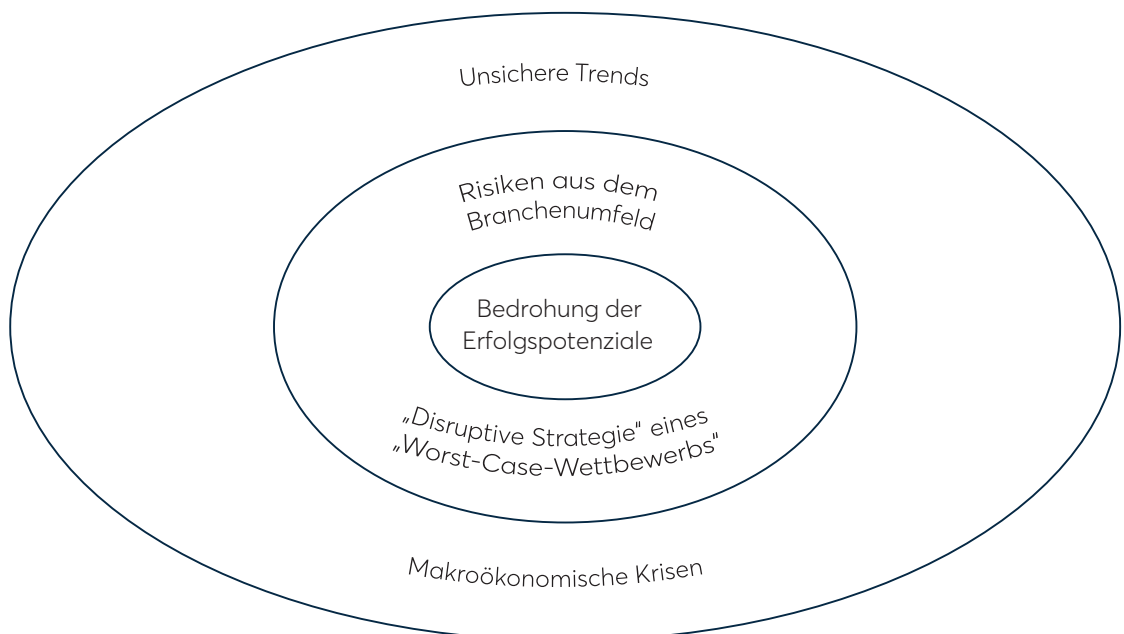 Unsichere Trends
Risiken aus dem
Branchenumfeld
Bedrohung der
Erfolgspotenziale
„Disruptive Strategie“ eines
„Worst-Case-Wettbewerbs“
Makroökonomische Krisen